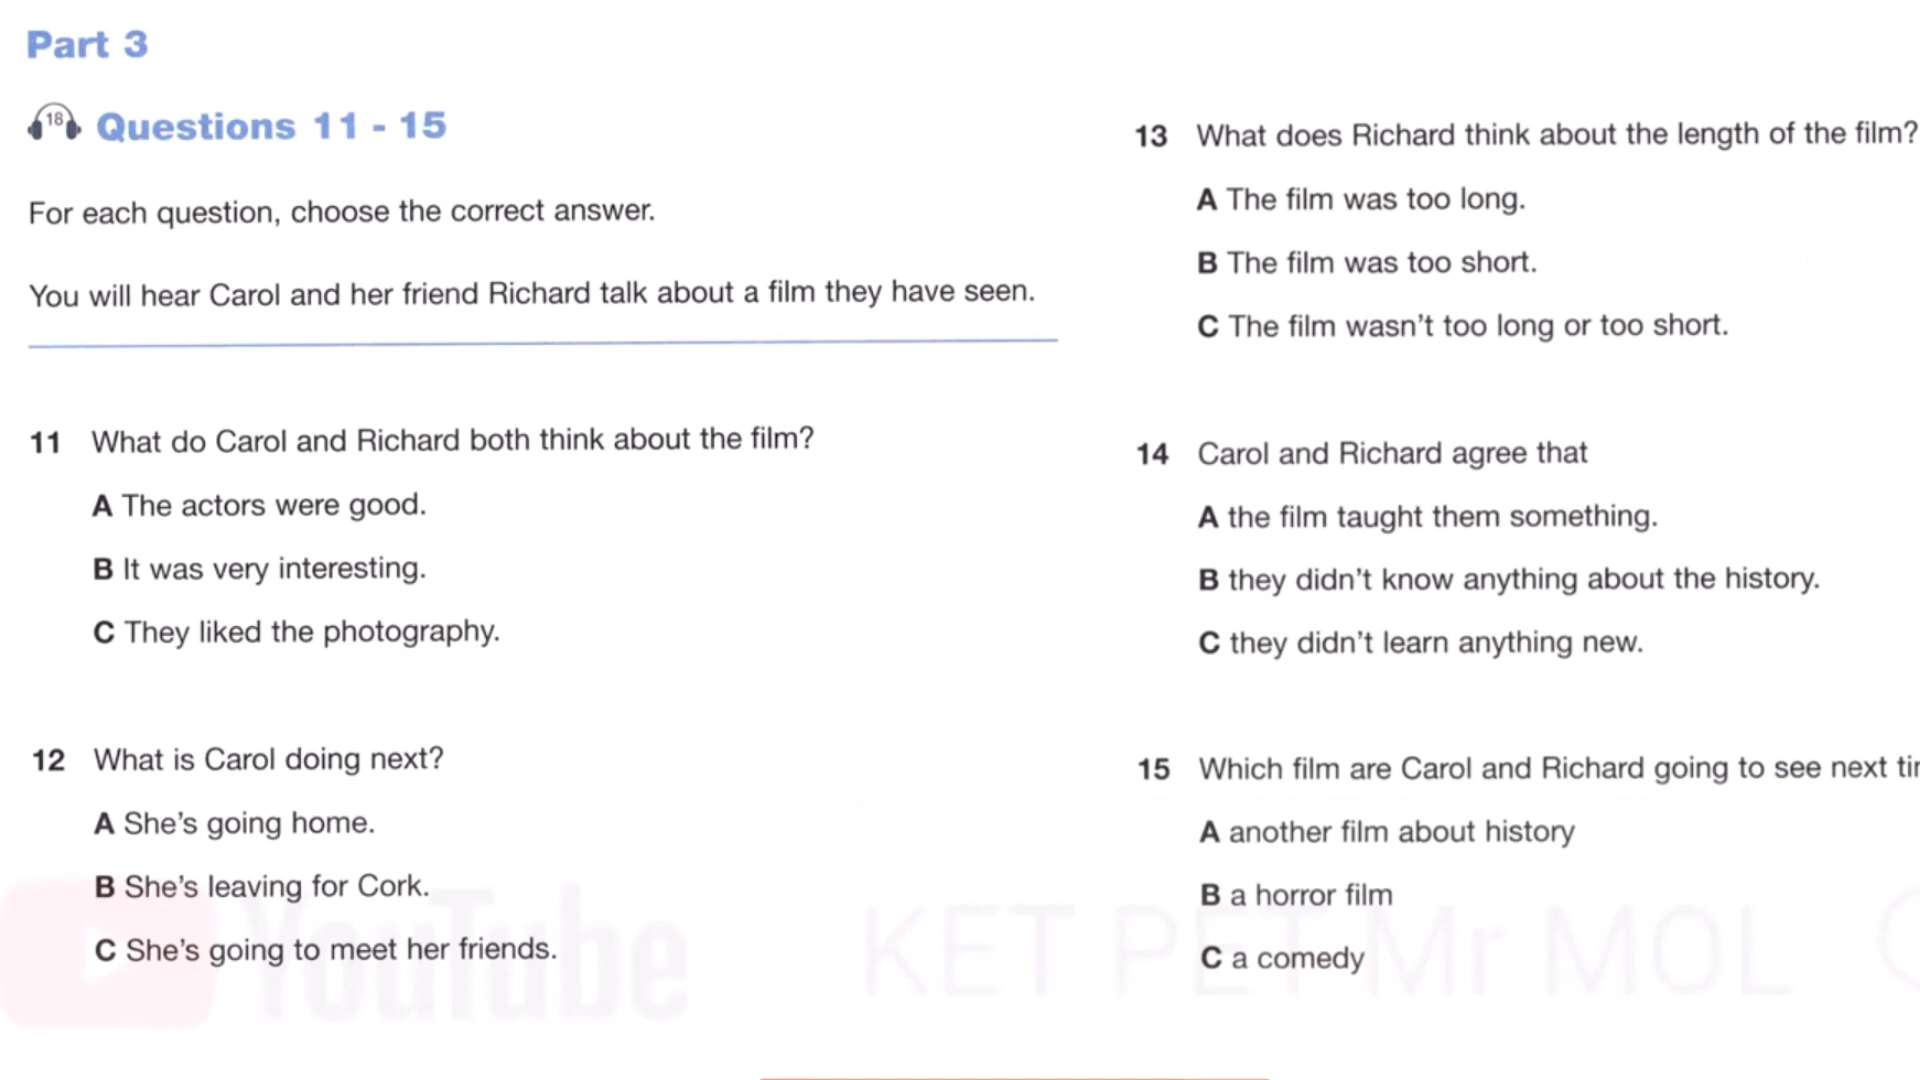 Part 3
18 Questions 11 - 15
For each question, choose the correct answer.
You will hear Carol and her friend Richard talk about a film they have seen.
11 What do Carol and Richard both think about the film?
A The actors were good.
B It was very interesting.
C They liked the photography.
12 What is Carol doing next?
A She's going home.
B She's leaving for Cork.
C She's going to meet her friends.
13 What does Richard think about the length of the film?
A The film was too long.
B The film was too short.
C The film wasn't too long or too short.
14 Carol and Richard agree that
A the film taught them something.
B they didn't know anything about the history.
C they didn't learn anything new.
15 Which film are Carol and Richard going to see next
A another film about history
B a horror film
C a comedy
YouTube KET PET Mr MOL